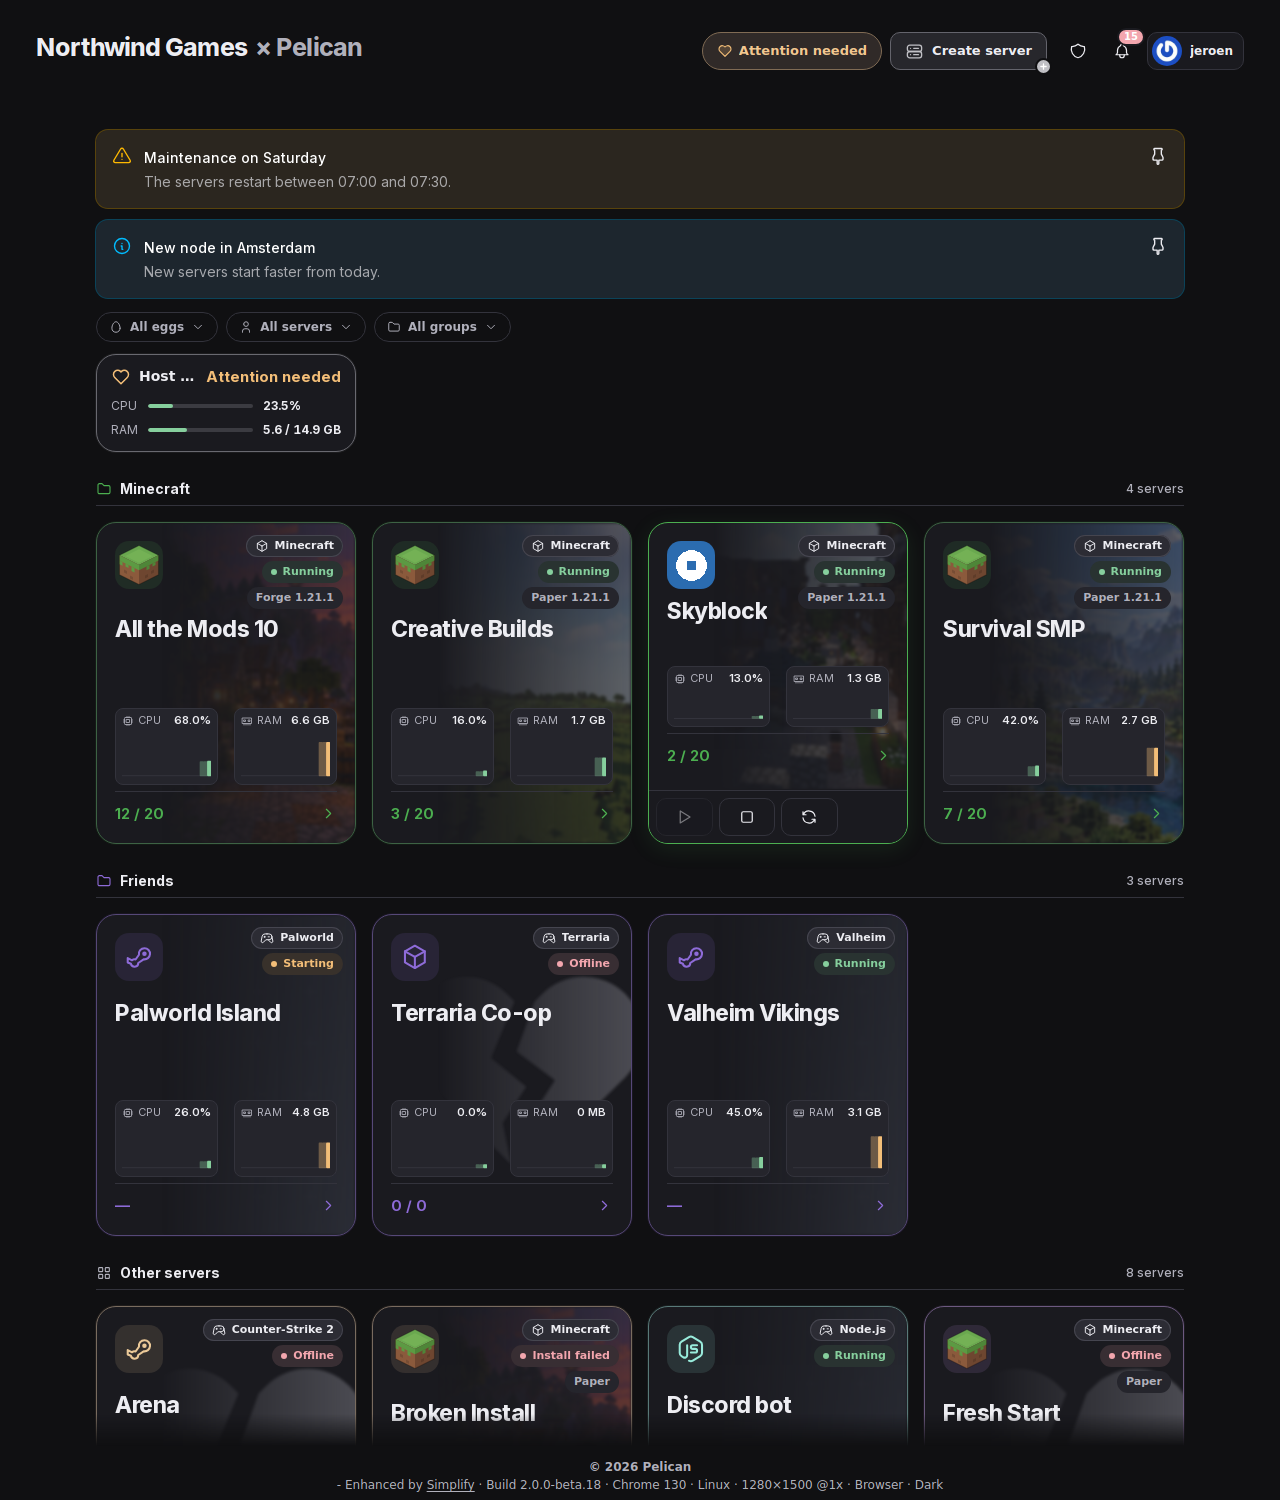 Northwind Games × Pelican
Attention needed
Create server
15
jeroen
Maintenance on Saturday
The servers restart between 07:00 and 07:30.
New node in Amsterdam
New servers start faster from today.
All eggs
All servers
All groups
Host ... Attention needed
CPU 23.5%
RAM 5.6 / 14.9 GB
Minecraft
4 servers
Minecraft
Running
Forge 1.21.1
All the Mods 10
CPU 68.0%
RAM 6.6 GB
12 / 20
Minecraft
Running
Paper 1.21.1
Creative Builds
CPU 16.0%
RAM 1.7 GB
3 / 20
Minecraft
Running
Paper 1.21.1
Skyblock
CPU 13.0%
RAM 1.3 GB
2 / 20
Minecraft
Running
Paper 1.21.1
Survival SMP
CPU 42.0%
RAM 2.7 GB
7 / 20
Friends
3 servers
Palworld
Starting
Palworld Island
CPU 26.0%
RAM 4.8 GB
—
Terraria
Offline
Terraria Co-op
CPU 0.0%
RAM 0 MB
0 / 0
Valheim
Running
Valheim Vikings
CPU 45.0%
RAM 3.1 GB
—
Other servers
8 servers
Counter-Strike 2
Offline
Arena
Minecraft
Install failed
Paper
Broken Install
Node.js
Running
Discord bot
Minecraft
Offline
Paper
Fresh Start
© 2026 Pelican
- Enhanced by Simplify · Build 2.0.0-beta.18 · Chrome 130 · Linux · 1280×1500 @1x · Browser · Dark